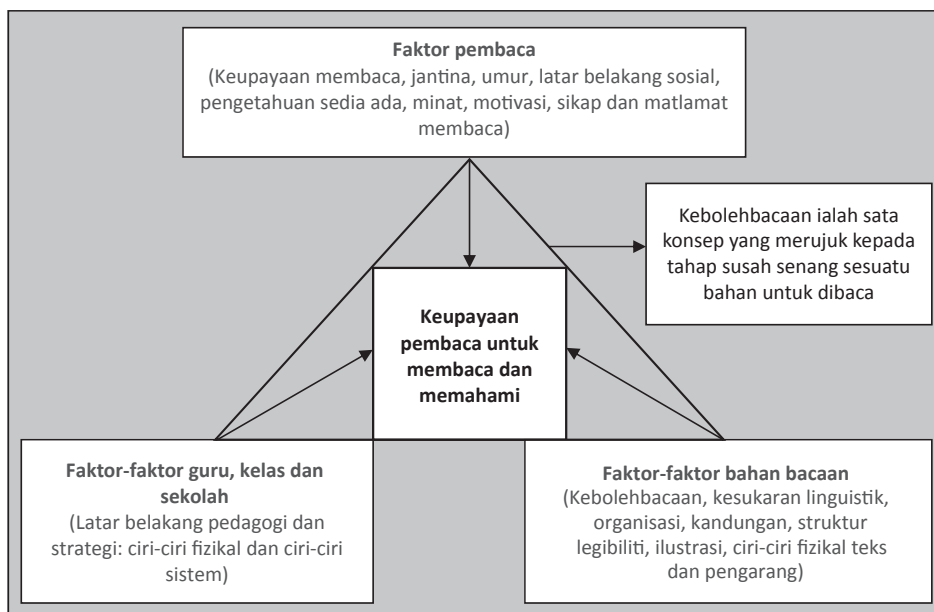 Faktor pembaca
(Keupayaan membaca, jantina, umur, latar belakang sosial,
pengetahuan sedia ada, minat, motivasi, sikap dan matlamat
membaca)
Kebolehbacaan ialah sata
konsep yang merujuk kepada
tahap susah senang sesuatu
bahan untuk dibaca
Keupayaan
pembaca untuk
membaca dan
memahami
Faktor-faktor guru, kelas dan
sekolah
(Latar belakang pedagogi dan
strategi: ciri-ciri fizikal dan ciri-ciri
sistem)
Faktor-faktor bahan bacaan
(Kebolehbacaan, kesukaran linguistik,
organisasi, kandungan, struktur
legibiliti, ilustrasi, ciri-ciri fizikal teks
dan pengarang)